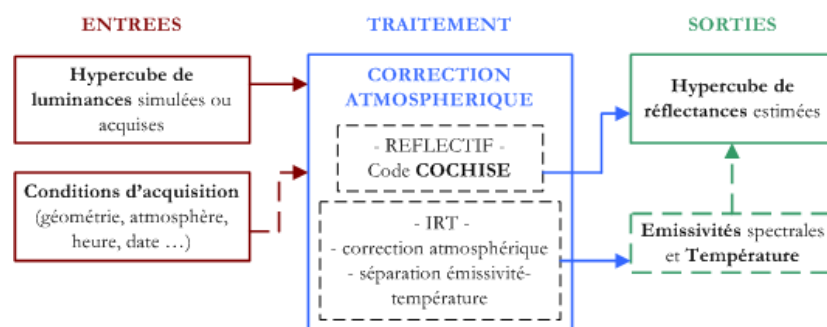 ENTREES
TRAITEMENT
SORTIES
Hypercube de
luminances simulées ou
acquises
Conditions d'acquisition
(géométrie, atmosphère,
heure, date …)
CORRECTION
ATMOSPHERIQUE
- REFLECTIF -
Code COCHISE
- IRT -
- correction atmosphérique
- séparation émissivité-
température
Hypercube de
réflectances estimées
Emissivités spectrales
et Température